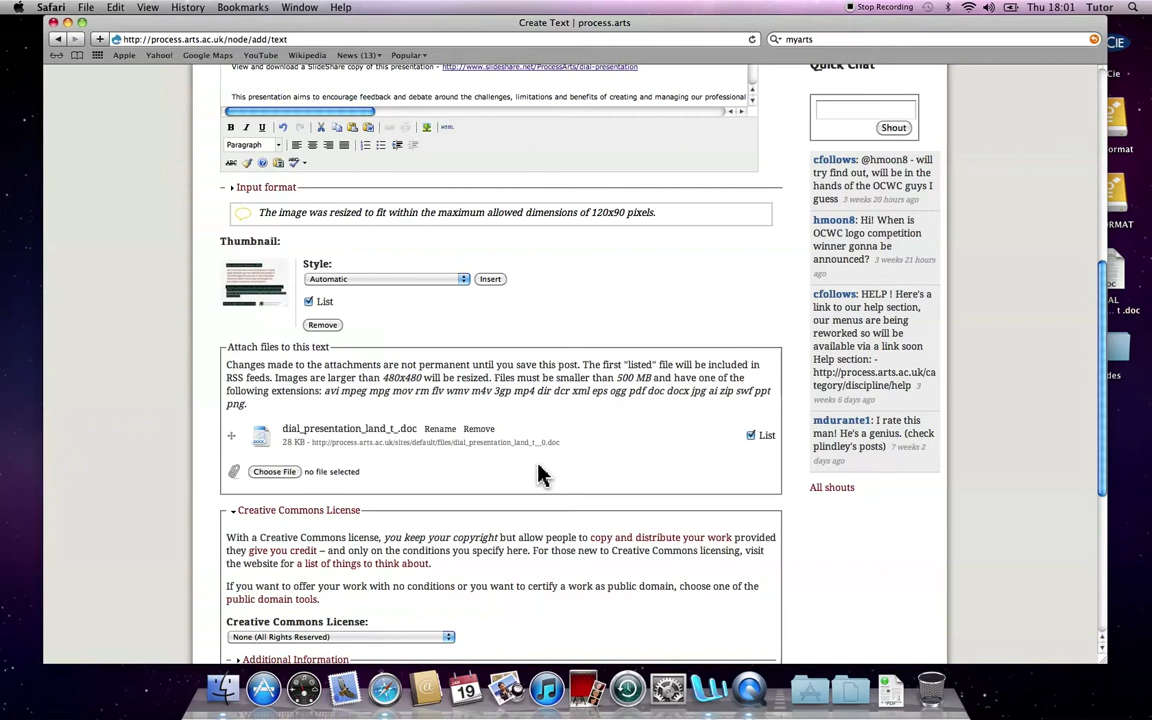 Safari File Edit View History Bookmarks Window Help
Stop Recording Thu 18:01 Tutor
Create Text | process.arts
http://process.arts.ac.uk/node/add/text
myarts
Apple Yahoo! Google Maps YouTube Wikipedia News (13) Popular
View and download a SlideShare copy of this presentation - http://www.slideshare.net/ProcessArts/dial-presentation
This presentation aims to encourage feedback and debate around the challenges, limitations and benefits of creating and managing our professional
B I U HTML
Paragraph
ABC
Input format
The image was resized to fit within the maximum allowed dimensions of 120x90 pixels.
Thumbnail:
Style:
Automatic Insert
List
Remove
Attach files to this text
Changes made to the attachments are not permanent until you save this post. The first "listed" file will be included in
RSS feeds. Images are larger than 480x480 will be resized. Files must be smaller than 500 MB and have one of the
following extensions: avi mpeg mpg mov rm flv wmv m4v 3gp mp4 dir dcr xml eps ogg pdf doc docx jpg ai zip swf ppt
png.
dial_presentation_land_t_.doc Rename Remove
28 KB - http://process.arts.ac.uk/sites/default/files/dial_presentation_land_t__0.doc
List
Choose File no file selected
Creative Commons License
With a Creative Commons license, you keep your copyright but allow people to copy and distribute your work provided
they give you credit – and only on the conditions you specify here. For those new to Creative Commons licensing, visit
the website for a list of things to think about.
If you want to offer your work with no conditions or you want to certify a work as public domain, choose one of the
public domain tools.
Creative Commons License:
None (All Rights Reserved)
Additional Information
Quick Chat
Shout
cfollows: @hmoon8 - will
try find out, will be in the
hands of the OCWC guys I
guess 3 weeks 20 hours ago
hmoon8: Hi! When is
OCWC logo competition
winner gonna be
announced? 3 weeks 21 hours
ago
cfollows: HELP ! Here's a
link to our help section,
our menus are being
reworked so will be
available via a link soon
Help section: -
http://process.arts.ac.uk/ca
tegory/discipline/help 3
weeks 6 days ago
mdurante1: I rate this
man! He's a genius. (check
plindley's posts) 7 weeks 2
days ago
All shouts
CIE
Cie
ormat
FORMAT
oc
AL
... t .doc
des
JAN
19
PDF